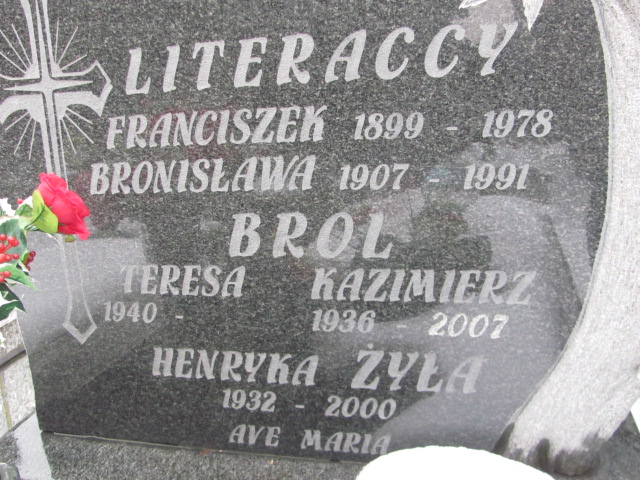 LITERACCY
FRANCISZEK 1899 - 1978
BRONISŁAWA 1907 - 1991
BROL
TERESA KAZIMIERZ
1940 - 1936 - 2007
HENRYKA ŻYŁA
1932 - 2000
AVE MARIA